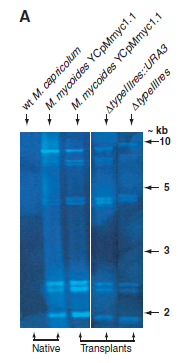 A
wt M. capricolum
M. mycoides YCpMmyc1.1
M. mycoides YCpMmyc1.1
ΔtypeIIIres::URA3
ΔtypeIIIres
~ kb
10
5
3
2
Native
Transplants